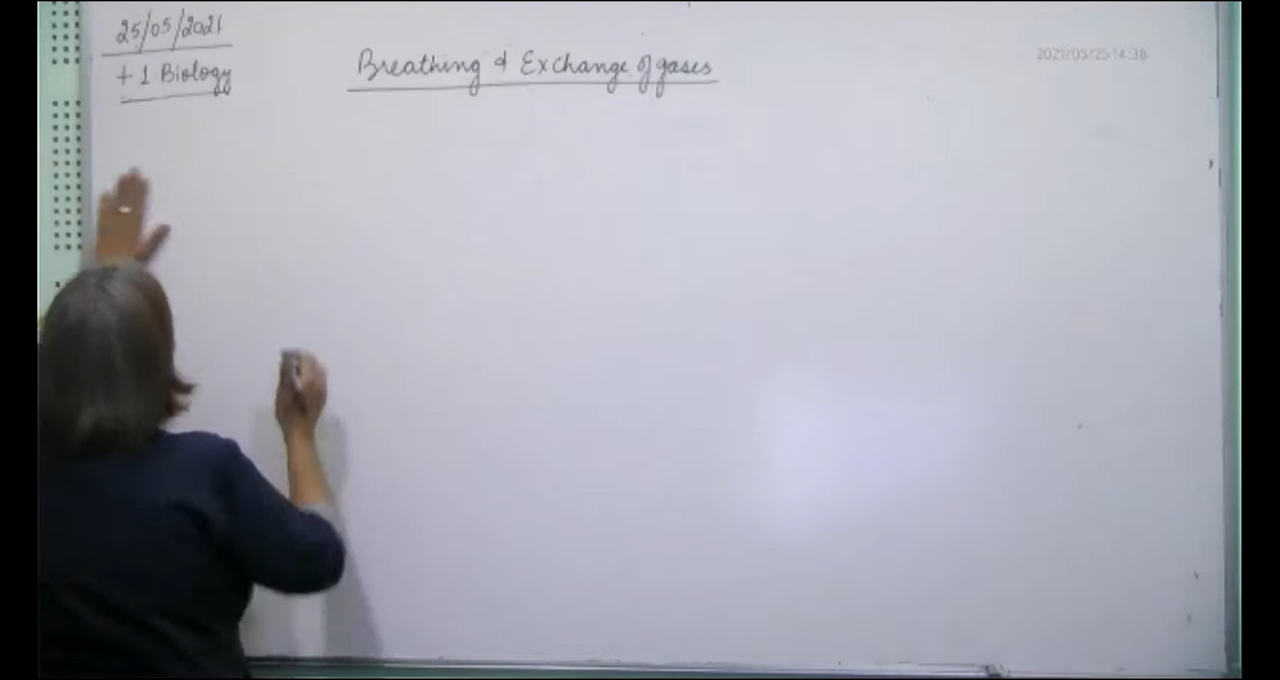 25/05/2021
+1 Biology
Breathing & Exchange of gases
2021/05/25 14:38